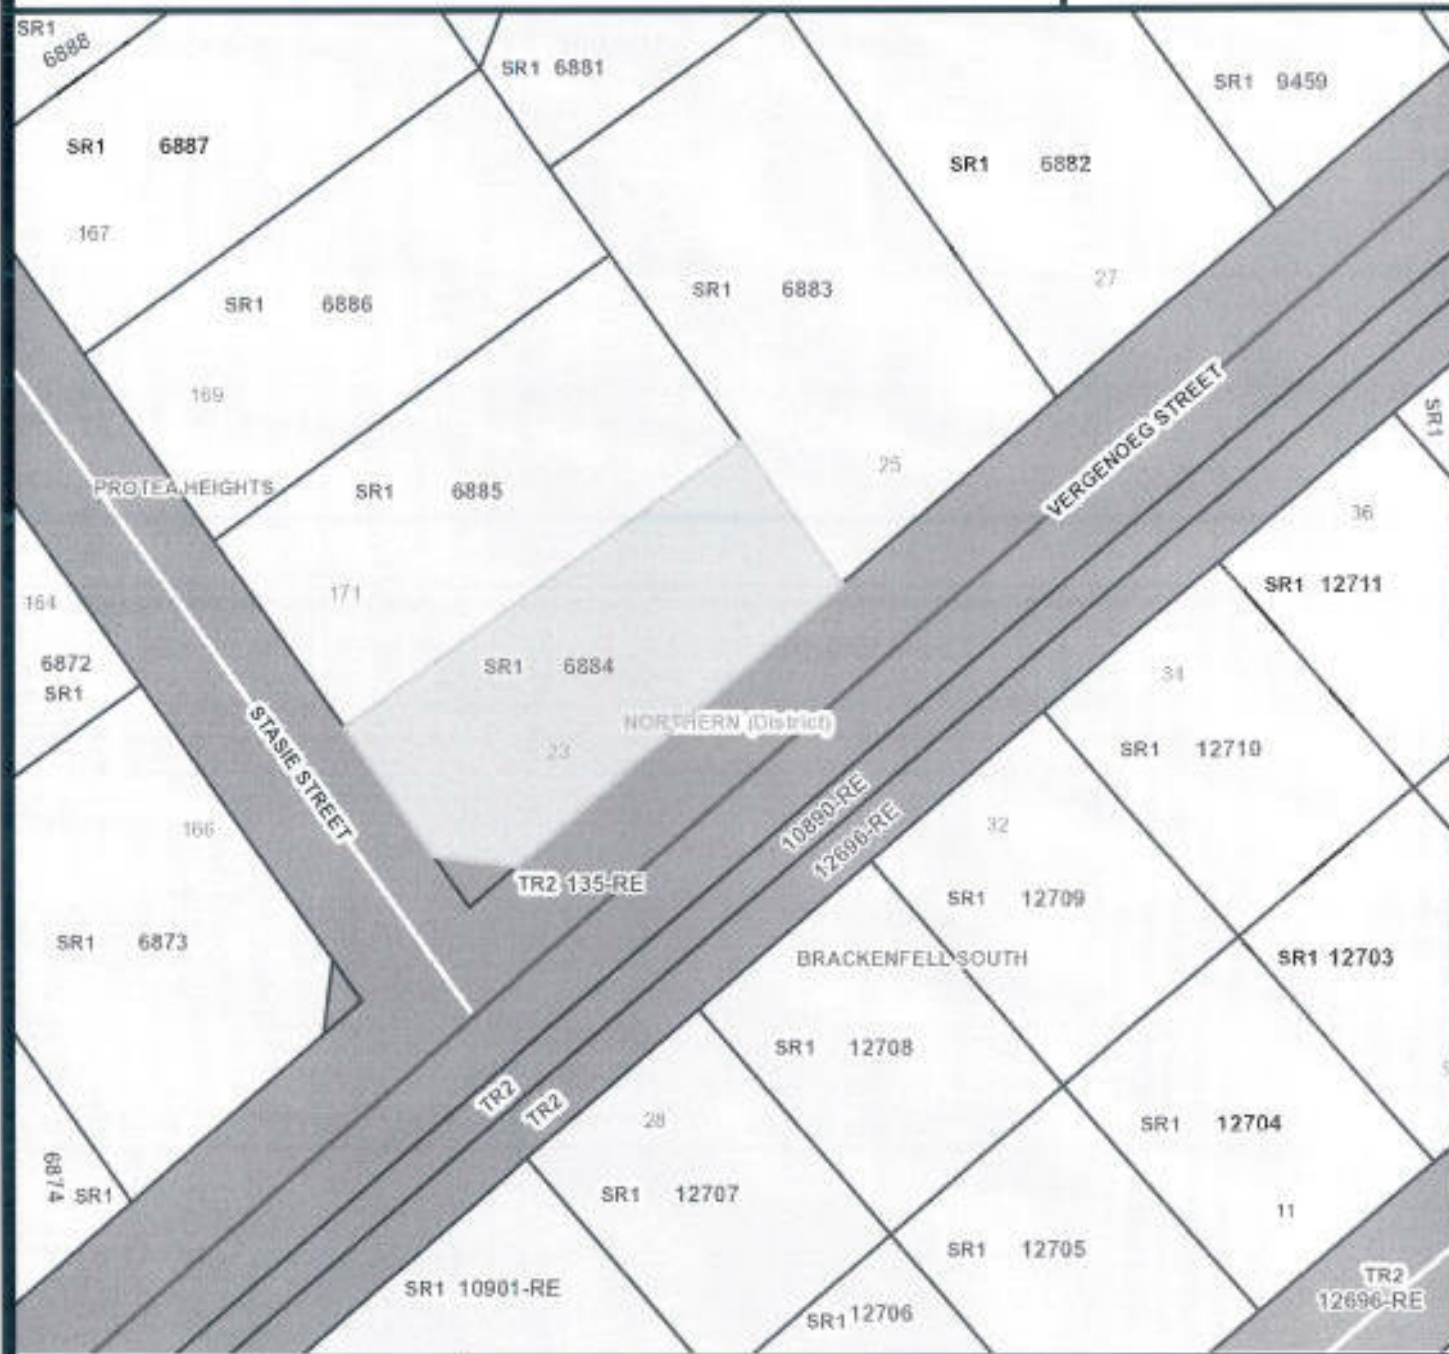 SR1
6888
SR1 6881
SR1 9459
SR1 6887
SR1 6882
167
27
SR1 6886
SR1 6883
169
VERGENOEG STREET
SR1
25
PROTEA HEIGHTS
SR1 6885
36
171
SR1 12711
164
6872
SR1
SR1 6884
34
STASIE STREET
NORTHERN (District)
23
SR1 12710
166
10890-RE
12696-RE
32
TR2 135-RE
SR1 12709
SR1 6873
BRACKENFELL SOUTH
SR1 12703
SR1 12708
TR2
TR2
28
SR1 12704
6874
SR1
SR1 12707
11
SR1 12705
SR1 10901-RE
TR2
12696-RE
SR1 12706